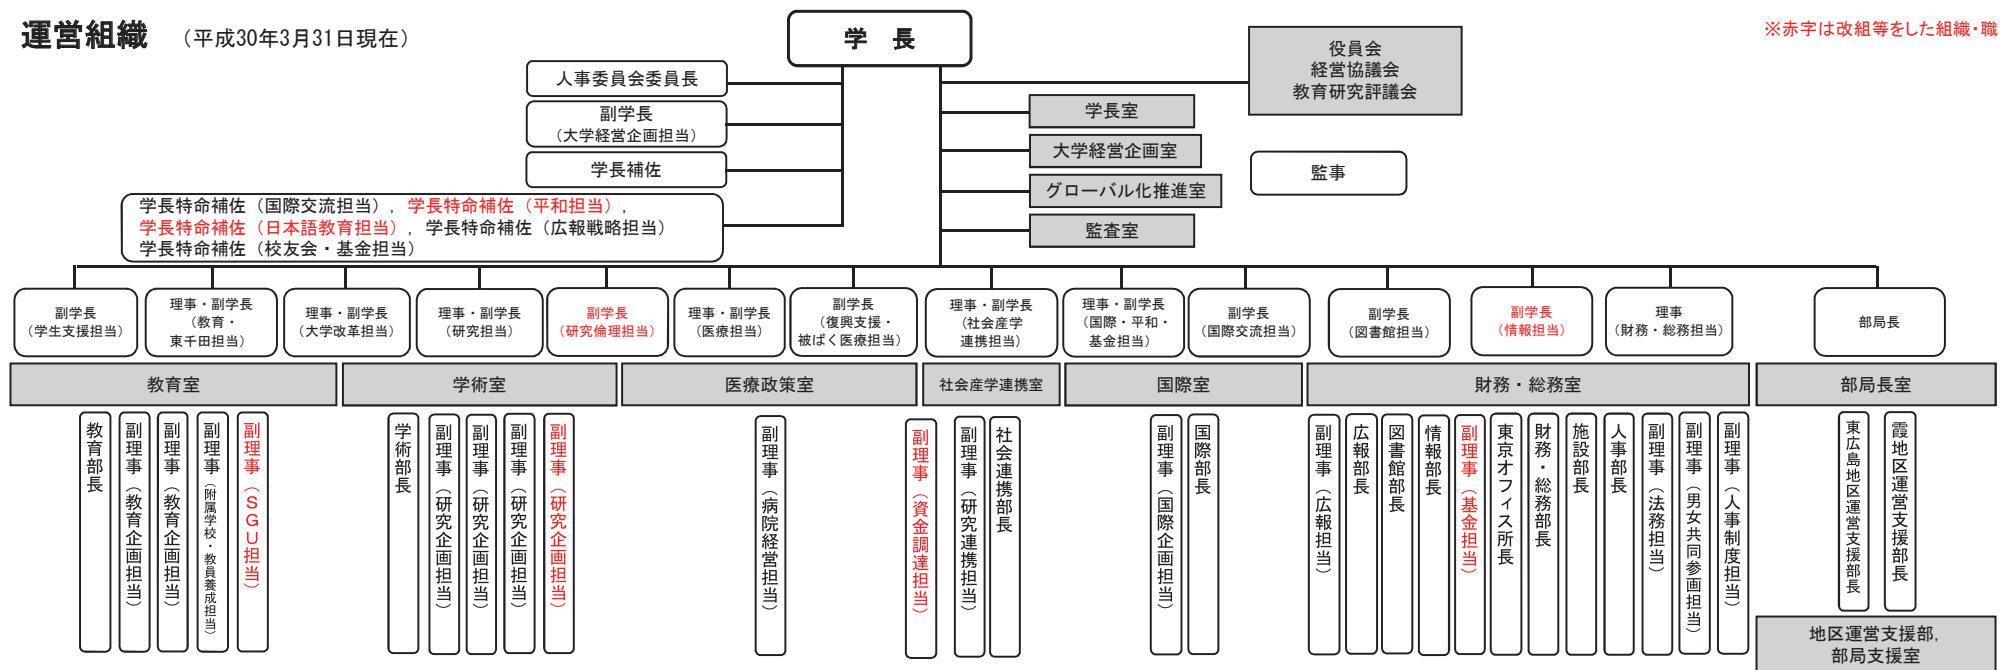 運営組織 （平成30年3月31日現在）
※赤字は改組等をした組織・職
学 長
役員会
経営協議会
教育研究評議会
人事委員会委員長
副学長
（大学経営企画担当）
学長補佐
学長特命補佐（国際交流担当），学長特命補佐（平和担当），
学長特命補佐（日本語教育担当），学長特命補佐（広報戦略担当）
学長特命補佐（校友会・基金担当）
学長室
大学経営企画室
グローバル化推進室
監査室
監事
副学長
（学生支援担当）
理事・副学長
（教育・
東千田担当）
理事・副学長
（大学改革担当）
理事・副学長
（研究担当）
副学長
（研究倫理担当）
理事・副学長
（医療担当）
副学長
（復興支援・
被ばく医療担当）
理事・副学長
（社会産学
連携担当）
理事・副学長
（国際・平和・
基金担当）
副学長
（国際交流担当）
副学長
（図書館担当）
副学長
（情報担当）
理事
（財務・総務担当）
部局長
教育室
学術室
医療政策室
社会産学連携室
国際室
財務・総務室
部局長室
教育部長
副理事（教育企画担当）
副理事（教育企画担当）
副理事（附属学校・教員養成担当）
副理事（ＳＧＵ担当）
学術部長
副理事（研究企画担当）
副理事（研究企画担当）
副理事（研究企画担当）
副理事（研究企画担当）
副理事（病院経営担当）
副理事（資金調達担当）
副理事（研究連携担当）
社会連携部長
副理事（国際企画担当）
国際部長
副理事（広報担当）
広報部長
図書館部長
情報部長
副理事（基金担当）
東京オフィス所長
財務・総務部長
施設部長
人事部長
副理事（法務担当）
副理事（男女共同参画担当）
副理事（人事制度担当）
東広島地区運営支援部長
霞地区運営支援部長
地区運営支援部，
部局支援室